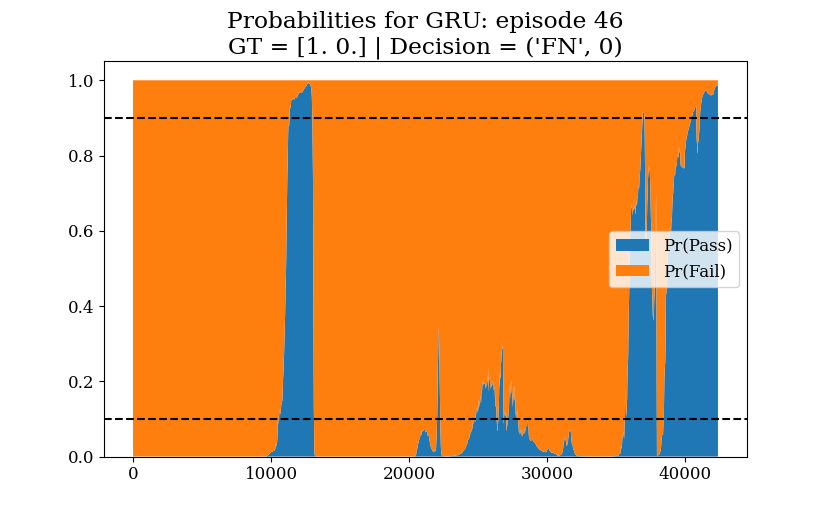 Probabilities for GRU: episode 46
GT = [1. 0.] | Decision = ('FN', 0)
1.0
0.8
0.6
0.4
0.2
0.0
Pr(Pass)
Pr(Fail)
0
10000
20000
30000
40000